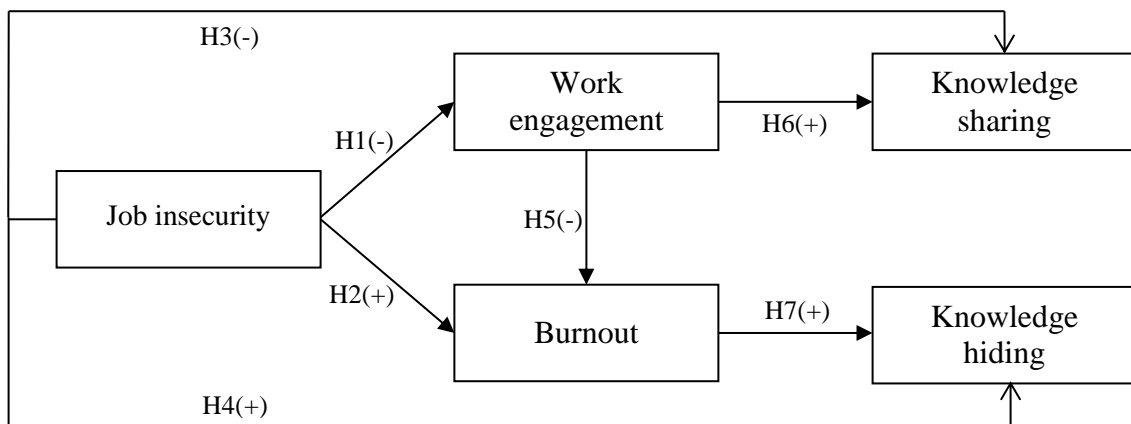 H3(-)
Work
engagement
Knowledge
sharing
H6(+)
H1(-)
Job insecurity
H5(-)
H2(+)
Burnout
H7(+)
Knowledge
hiding
H4(+)